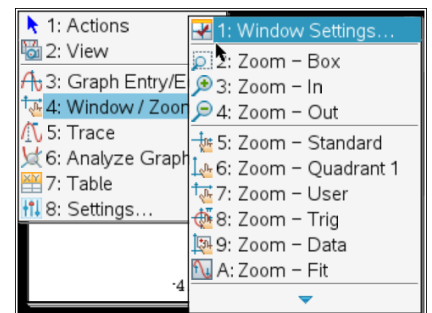 1: Actions
2: View
3: Graph Entry/E
4: Window / Zoor
5: Trace
6: Analyze Graph
7: Table
8: Settings...
1: Window Settings...
2: Zoom – Box
3: Zoom – In
4: Zoom – Out
5: Zoom – Standard
6: Zoom – Quadrant 1
7: Zoom – User
8: Zoom – Trig
9: Zoom – Data
A: Zoom – Fit
-4